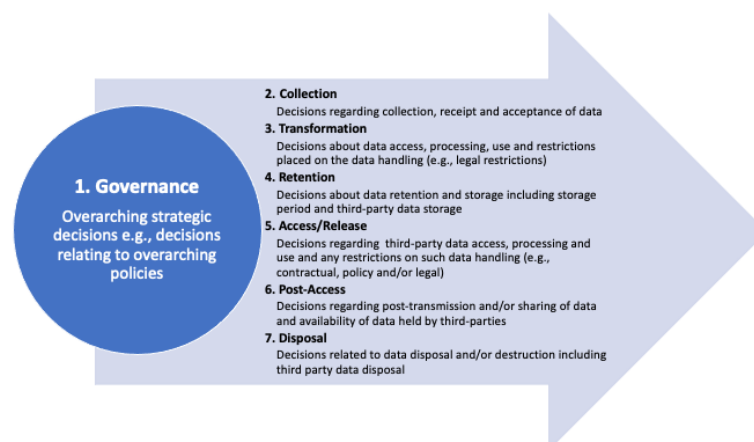 1. Governance
Overarching strategic
decisions e.g., decisions
relating to overarching
policies
2. Collection
Decisions regarding collection, receipt and acceptance of data
3. Transformation
Decisions about data access, processing, use and restrictions
placed on the data handling (e.g., legal restrictions)
4. Retention
Decisions about data retention and storage including storage
period and third-party data storage
5. Access/Release
Decisions regarding third-party data access, processing and
use and any restrictions on such data handling (e.g.,
contractual, policy and/or legal)
6. Post-Access
Decisions regarding post-transmission and/or sharing of data
and availability of data held by third-parties
7. Disposal
Decisions related to data disposal and/or destruction including
third party data disposal